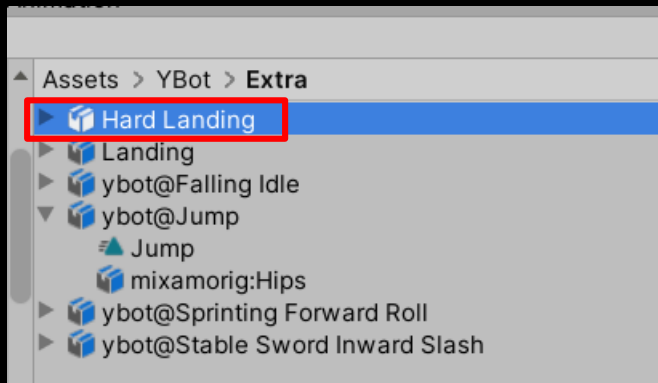 Assets > YBot > Extra
Hard Landing
Landing
ybot@Falling Idle
ybot@Jump
Jump
mixamorig:Hips
ybot@Sprinting Forward Roll
ybot@Stable Sword Inward Slash